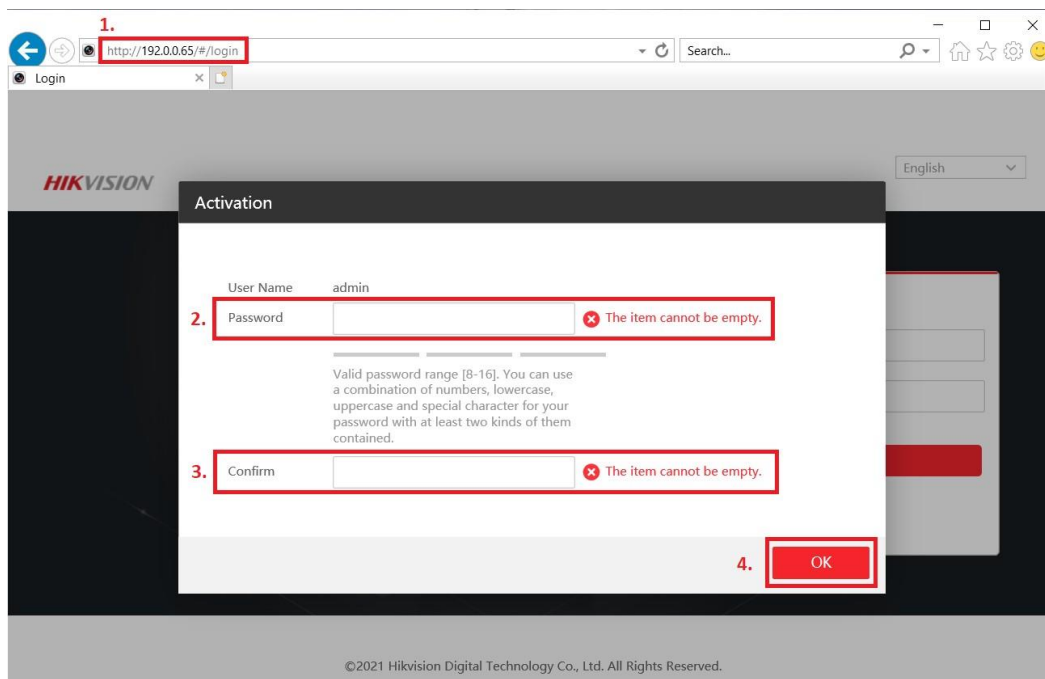 1.
http://192.0.0.65/#/login
Search...
Login
HIKVISION
English
Activation
User Name admin
2. Password The item cannot be empty.
Valid password range [8-16]. You can use
a combination of numbers, lowercase,
uppercase and special character for your
password with at least two kinds of them
contained.
3. Confirm The item cannot be empty.
4. OK
©2021 Hikvision Digital Technology Co., Ltd. All Rights Reserved.